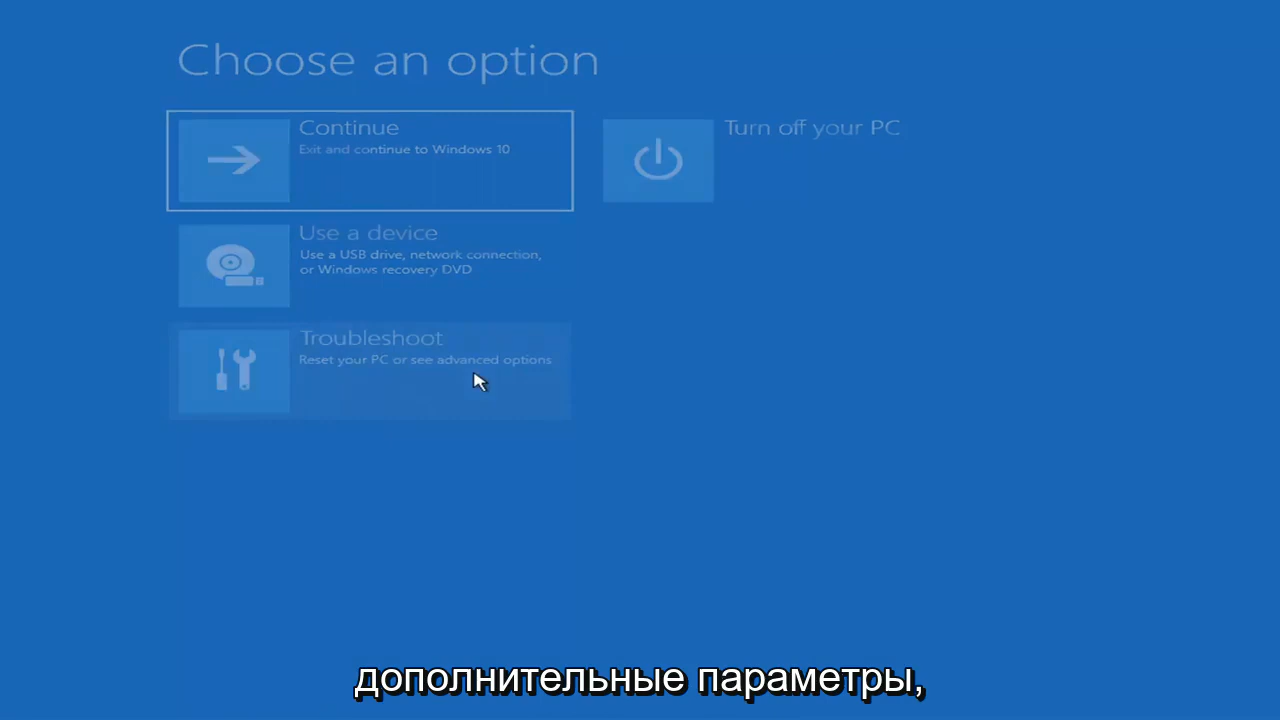 Choose an option
Continue
Exit and continue to Windows 10
Turn off your PC
Use a device
Use a USB drive, network connection,
or Windows recovery DVD
Troubleshoot
Reset your PC or see advanced options
дополнительные параметры,